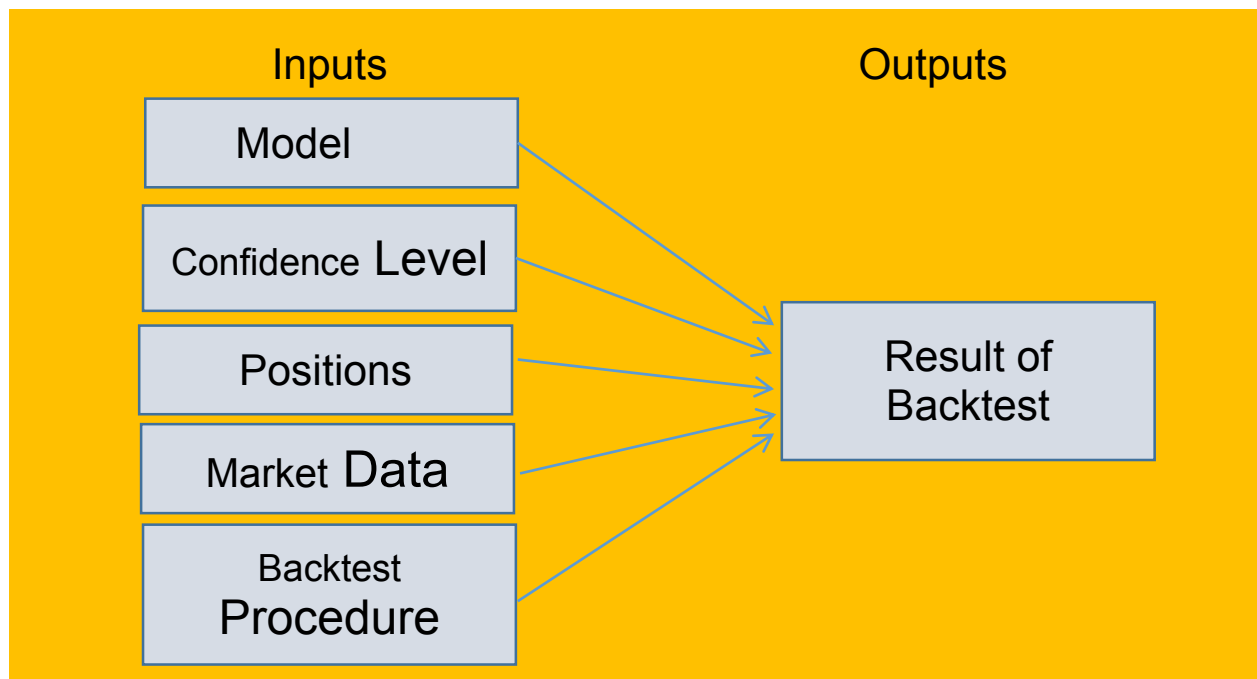 Inputs
Outputs
Model
Confidence Level
Positions
Market Data
Backtest
Procedure
Result of
Backtest